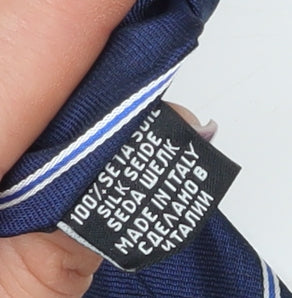 100% SETA SOIE
SILK SEIDE
SEDA ШЕЛК
MADE IN ITALY
СДЕЛАНО В
ИТАЛИИ